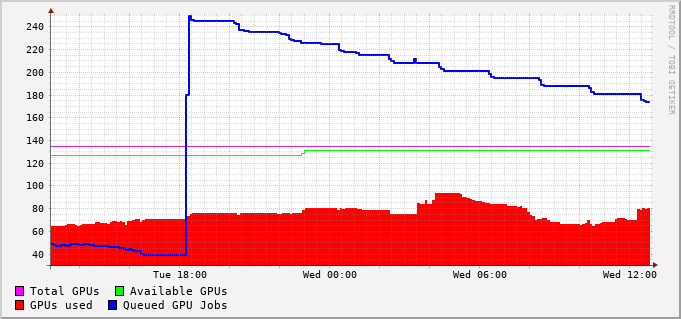 RRDTOOL / TOBI OETIKER
240
220
200
180
160
140
120
100
80
60
40
Tue 18:00 Wed 00:00 Wed 06:00 Wed 12:00
Total GPUs Available GPUs
GPUs used Queued GPU Jobs